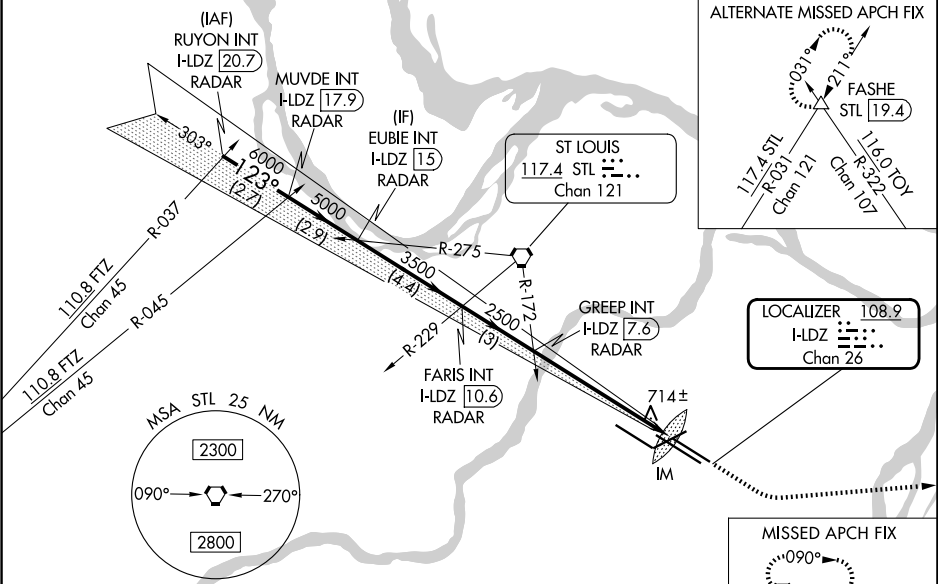 (IAF)
RUYON INT
I-LDZ 20.7
RADAR
MUVDE INT
I-LDZ 17.9
RADAR
(IF)
EUBIE INT
I-LDZ 15
RADAR
ST LOUIS
117.4 STL
Chan 121
ALTERNATE MISSED APCH FIX
031°
211°
FASHE
STL 19.4
117.4 STL
R-031
Chan 121
116.0 TOY
R-322
Chan 107
303°
6000
123°
(2.7)
5000
(2.9)
3500
(4.4)
2500
(3)
R-275
R-172
R-229
R-037
110.8 FTZ
Chan 45
R-045
110.8 FTZ
Chan 45
GREEP INT
I-LDZ 7.6
RADAR
FARIS INT
I-LDZ 10.6
RADAR
LOCALIZER 108.9
I-LDZ
Chan 26
714±
IM
MSA STL 25 NM
2300
090°
270°
2800
MISSED APCH FIX
090°